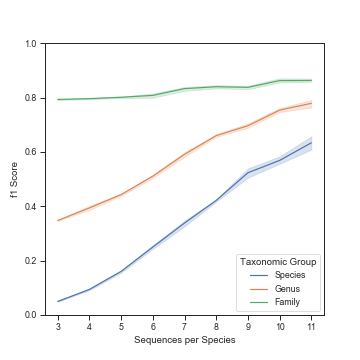 1.0
0.8
0.6
0.4
0.2
0.0
f1 Score
3 4 5 6 7 8 9 10 11
Sequences per Species
Taxonomic Group
Species
Genus
Family